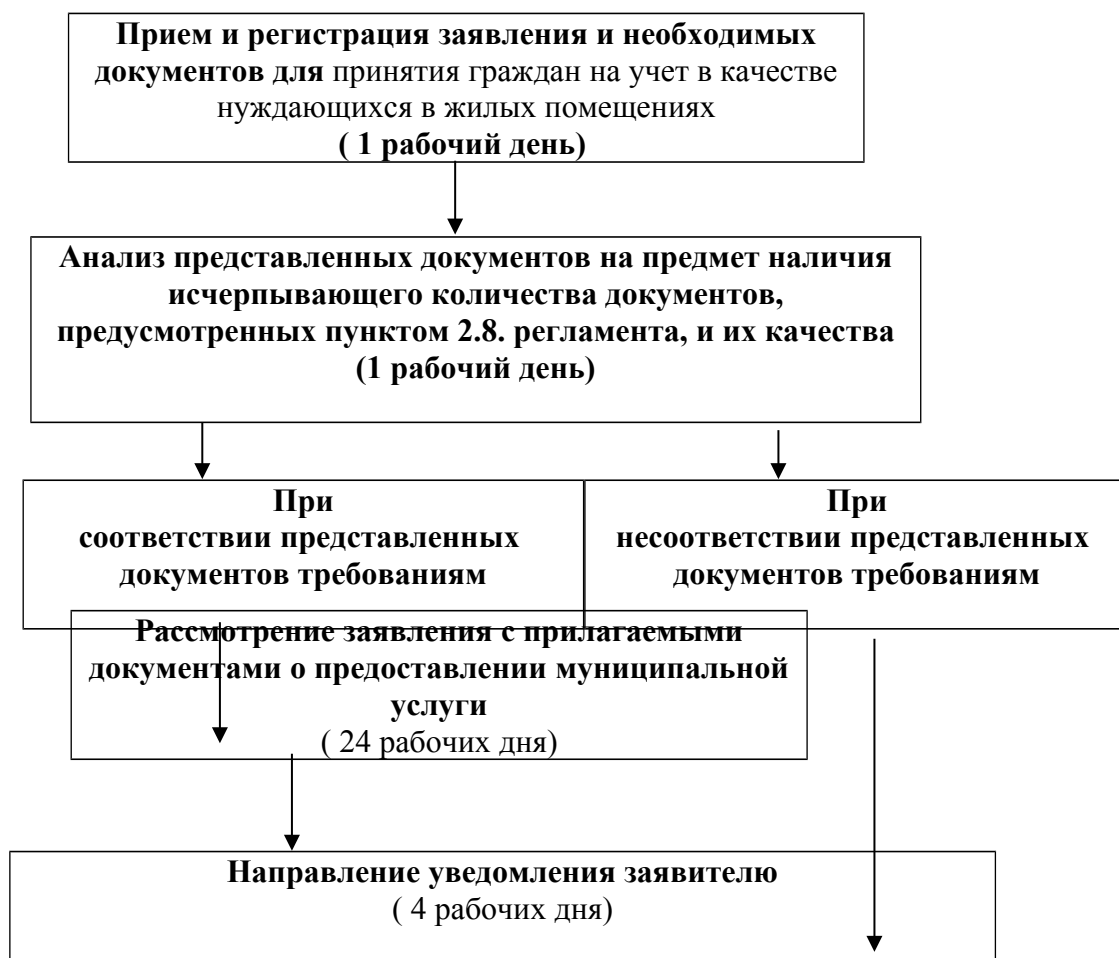 Прием и регистрация заявления и необходимых
документов для принятия граждан на учет в качестве
нуждающихся в жилых помещениях
( 1 рабочий день)
Анализ представленных документов на предмет наличия
исчерпывающего количества документов,
предусмотренных пунктом 2.8. регламента, и их качества
(1 рабочий день)
При
соответствии представленных
документов требованиям
При
несоответствии представленных
документов требованиям
Рассмотрение заявления с прилагаемыми
документами о предоставлении муниципальной
услуги
( 24 рабочих дня)
Направление уведомления заявителю
( 4 рабочих дня)